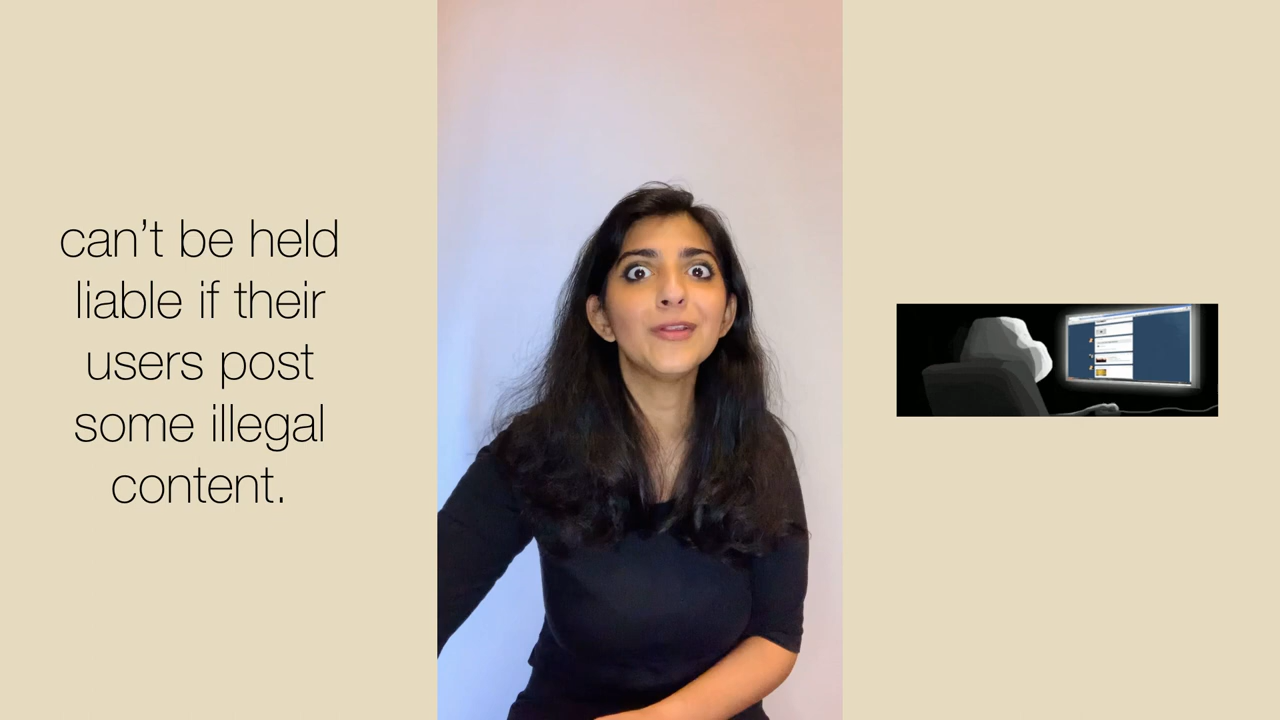 can’t be held
liable if their
users post
some illegal
content.